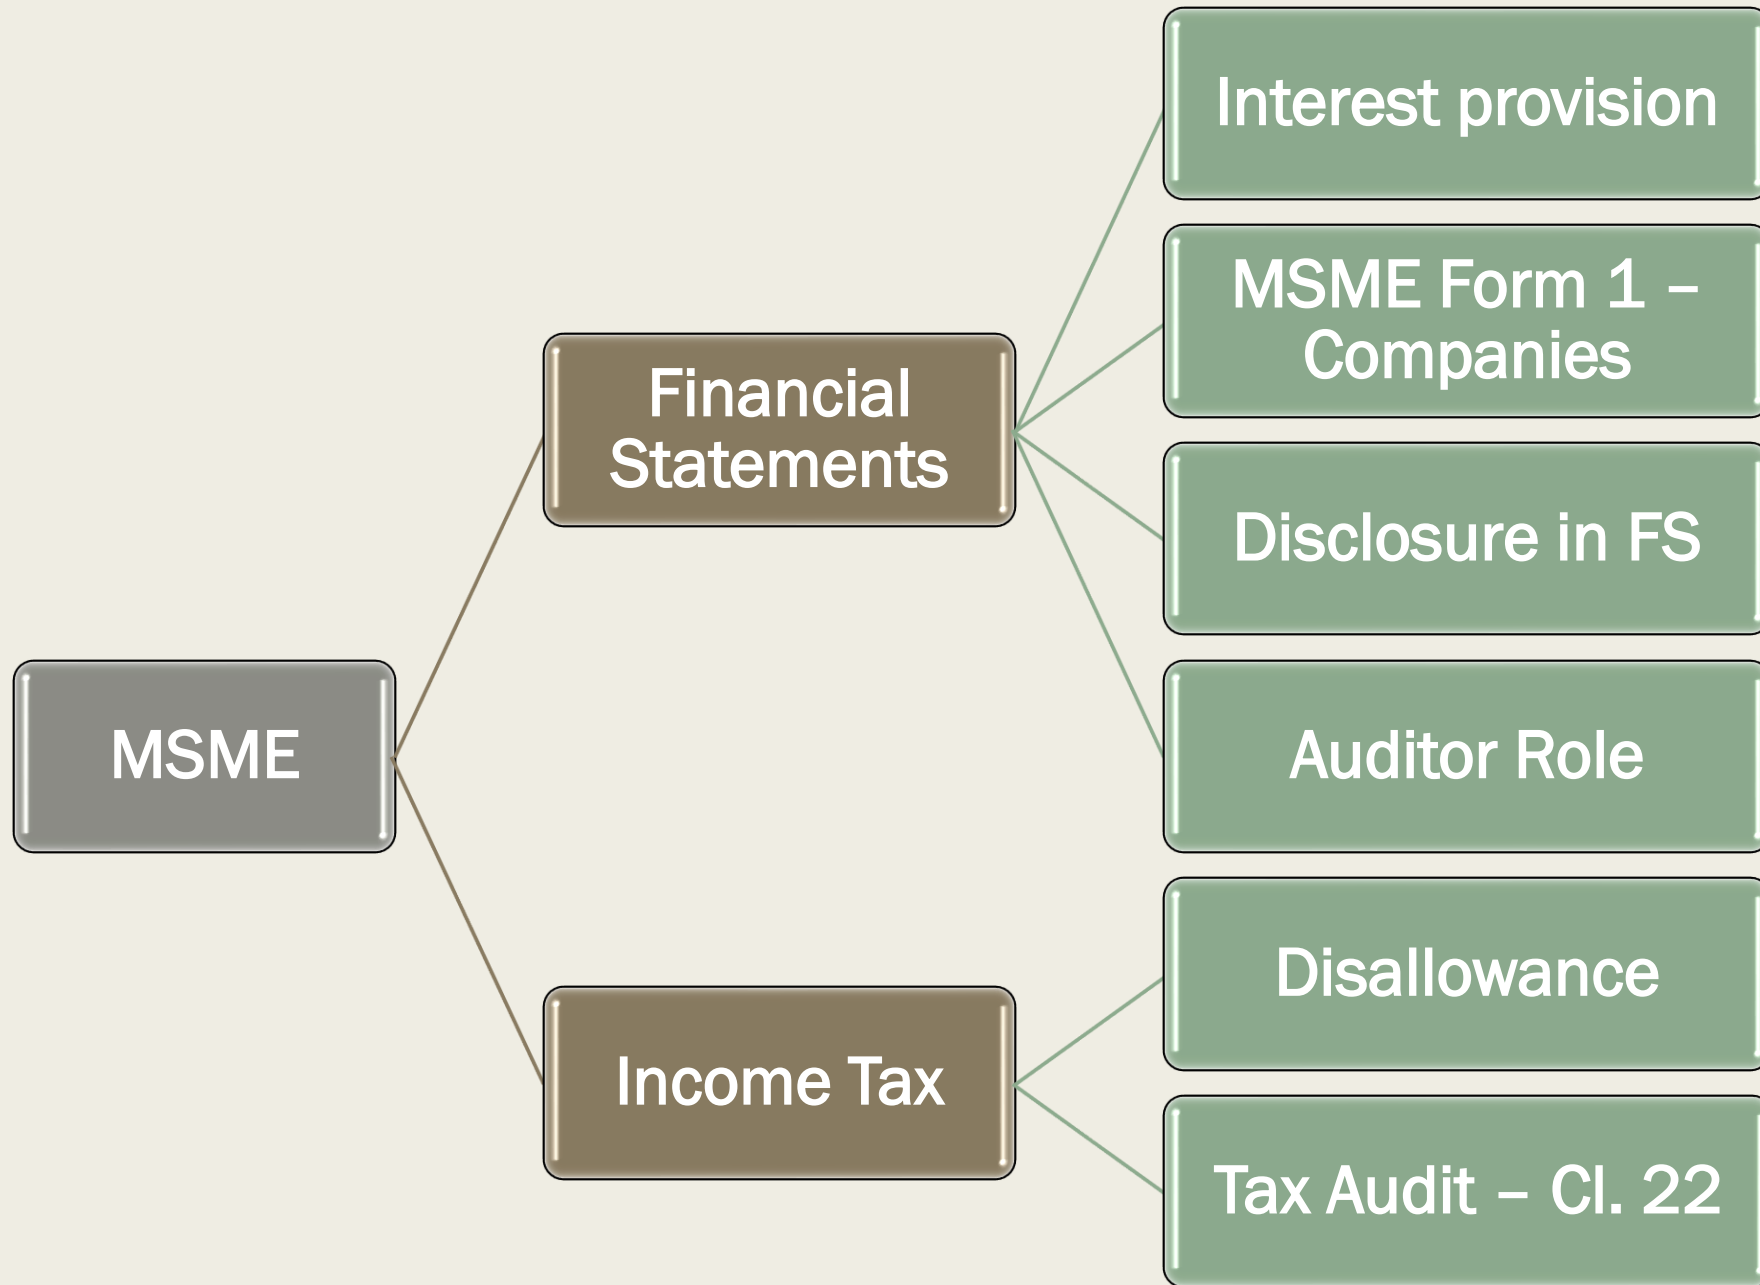 MSME
Financial
Statements
Interest provision
MSME Form 1 –
Companies
Disclosure in FS
Auditor Role
Income Tax
Disallowance
Tax Audit – Cl. 22